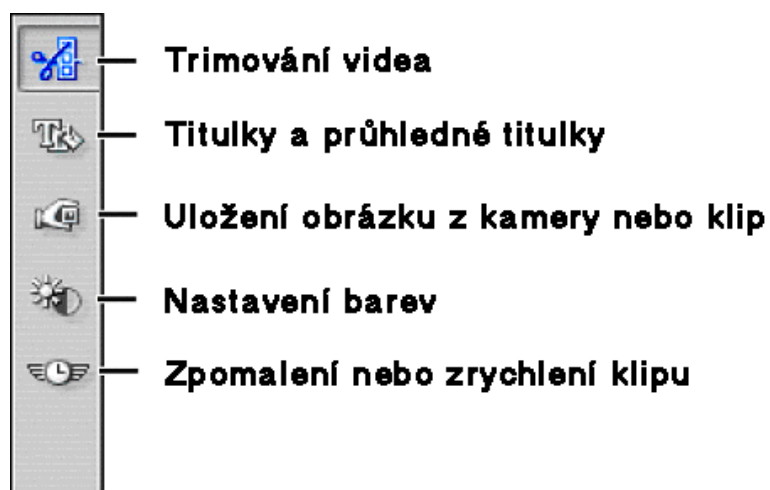 Trimování videa
Titulky a průhledné titulky
Uložení obrázku z kamery nebo klip
Nastavení barev
Zpomalení nebo zrychlení klipu